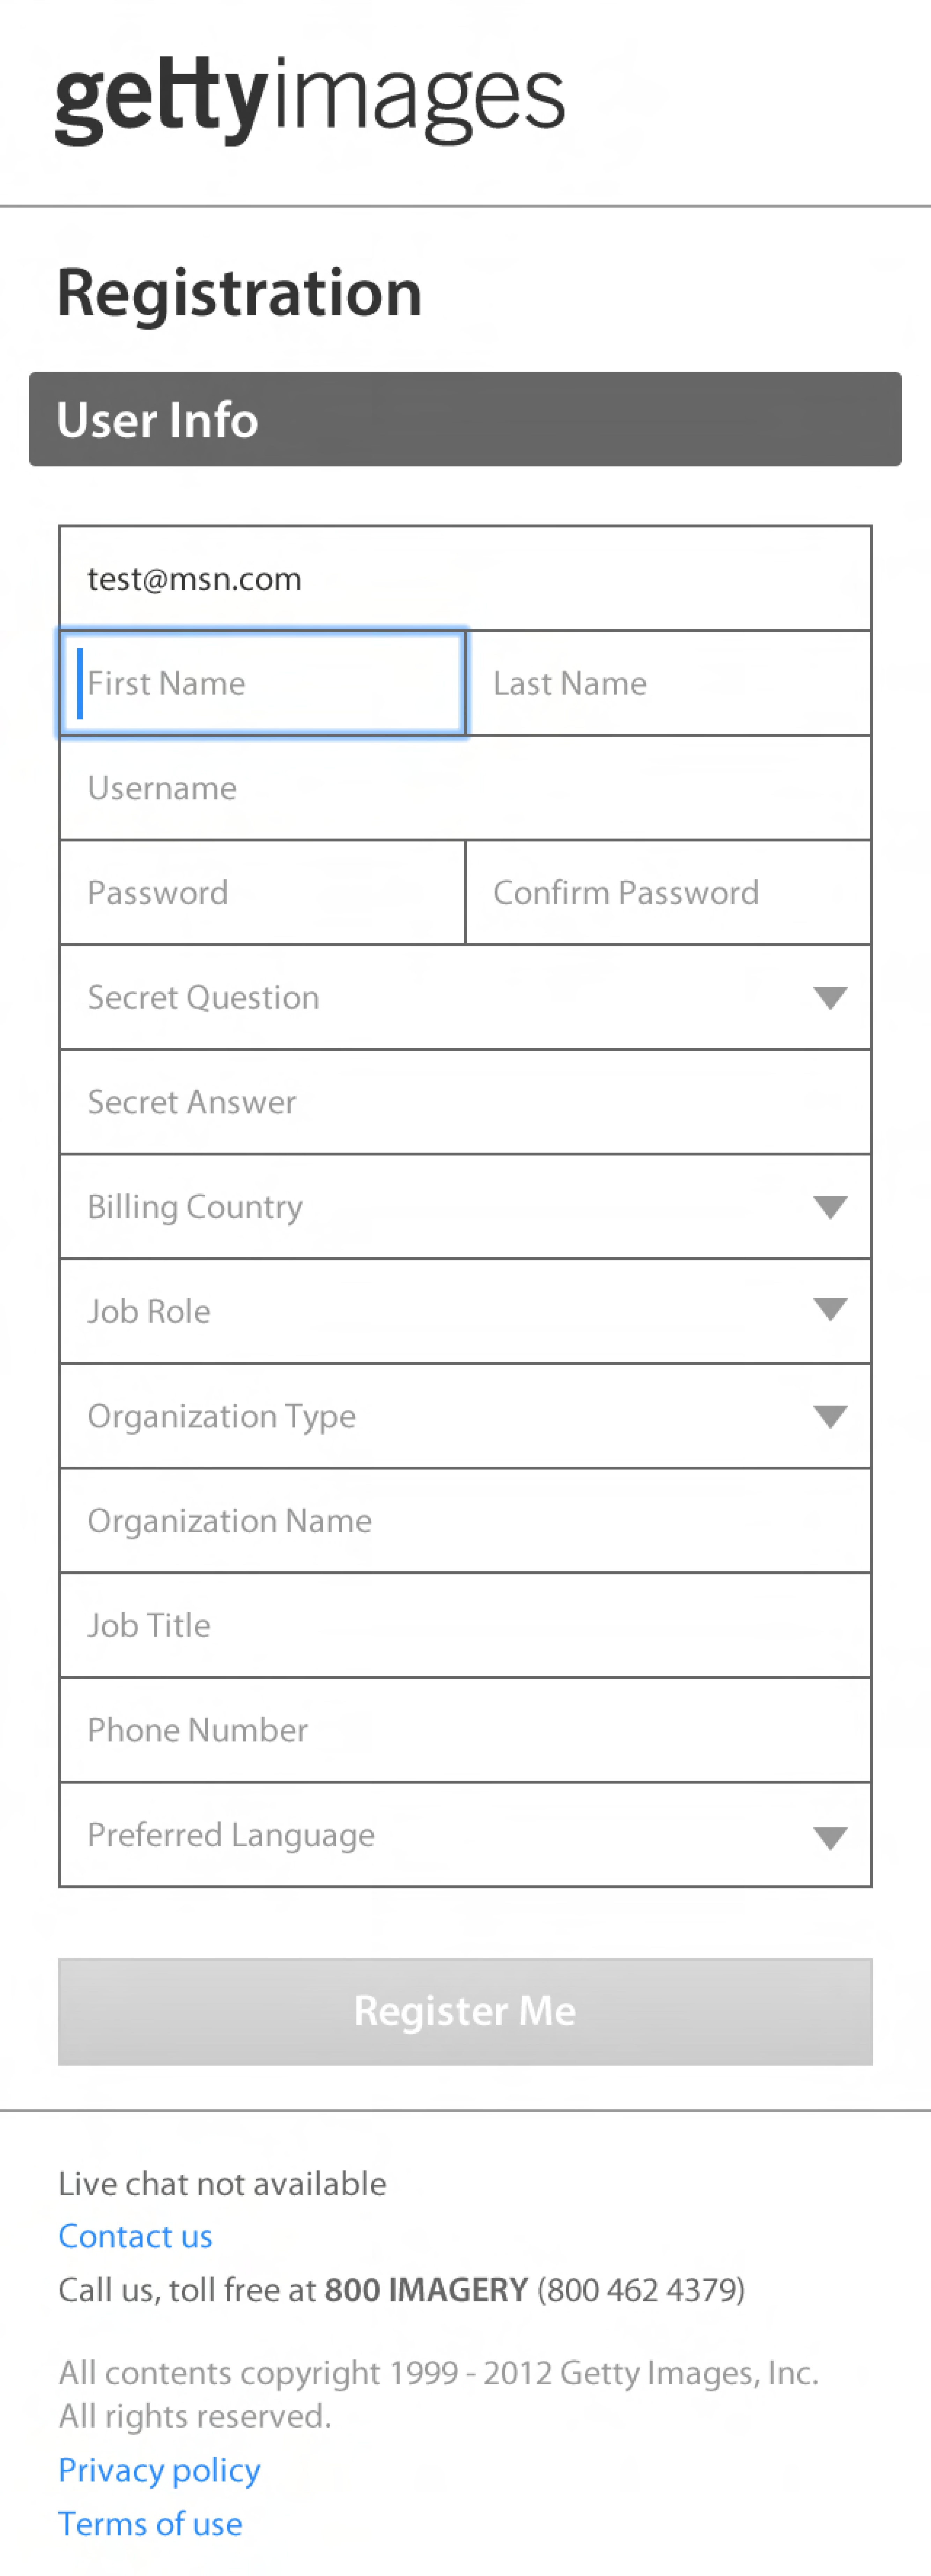 gettyimages
Registration
User Info
test@msn.com
First Name Last Name
Username
Password Confirm Password
Secret Question
Secret Answer
Billing Country
Job Role
Organization Type
Organization Name
Job Title
Phone Number
Preferred Language
Register Me
Live chat not available
Contact us
Call us, toll free at 800 IMAGERY (800 462 4379)
All contents copyright 1999 - 2012 Getty Images, Inc.
All rights reserved.
Privacy policy
Terms of use